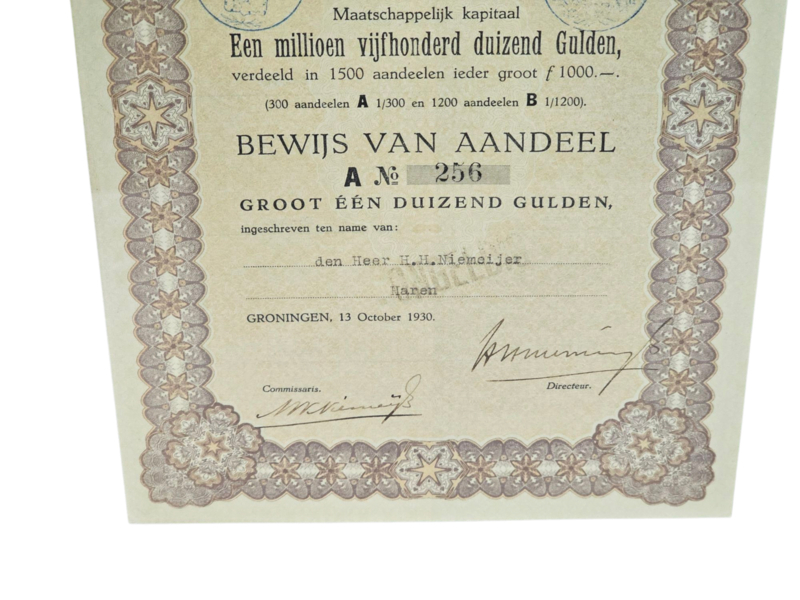 Maatschappelijk kapitaal
Een millioen vijfhonderd duizend Gulden,
verdeeld in 1500 aandeelen ieder groot ƒ 1000.—.
(300 aandeelen A 1/300 en 1200 aandeelen B 1/1200).
BEWIJS VAN AANDEEL
A No 256
GROOT ÉÉN DUIZEND GULDEN,
ingeschreven ten name van:
den Heer H.H.Niemeijer
Haren
GRONINGEN, 13 October 1930.
Commissaris.
Directeur.